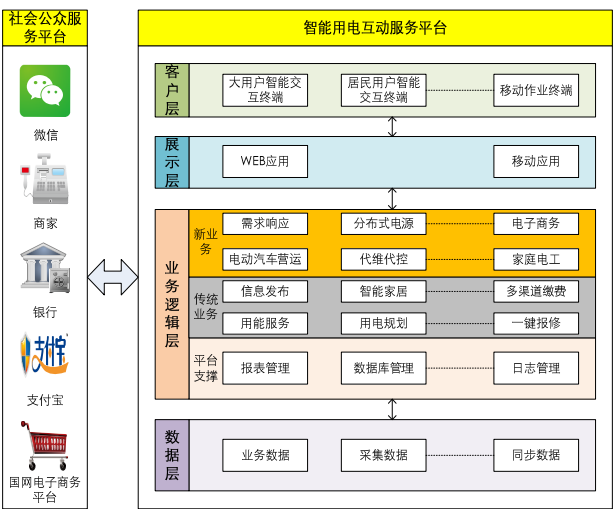 社会公众服
务平台
微信
商家
银行
支付宝
支付宝
国网电子商务
平台
智能用电互动服务平台
客户层
大用户智能交
互终端
居民用户智能
交互终端
移动作业终端
展示层
WEB应用
移动应用
业务逻辑层
新业
务
需求响应
分布式电源
电子商务
电动汽车营运
代维代控
家庭电工
传统
业务
信息发布
智能家居
多渠道缴费
用能服务
用电规划
一键报修
平台
支撑
报表管理
数据库管理
日志管理
数据层
业务数据
采集数据
同步数据